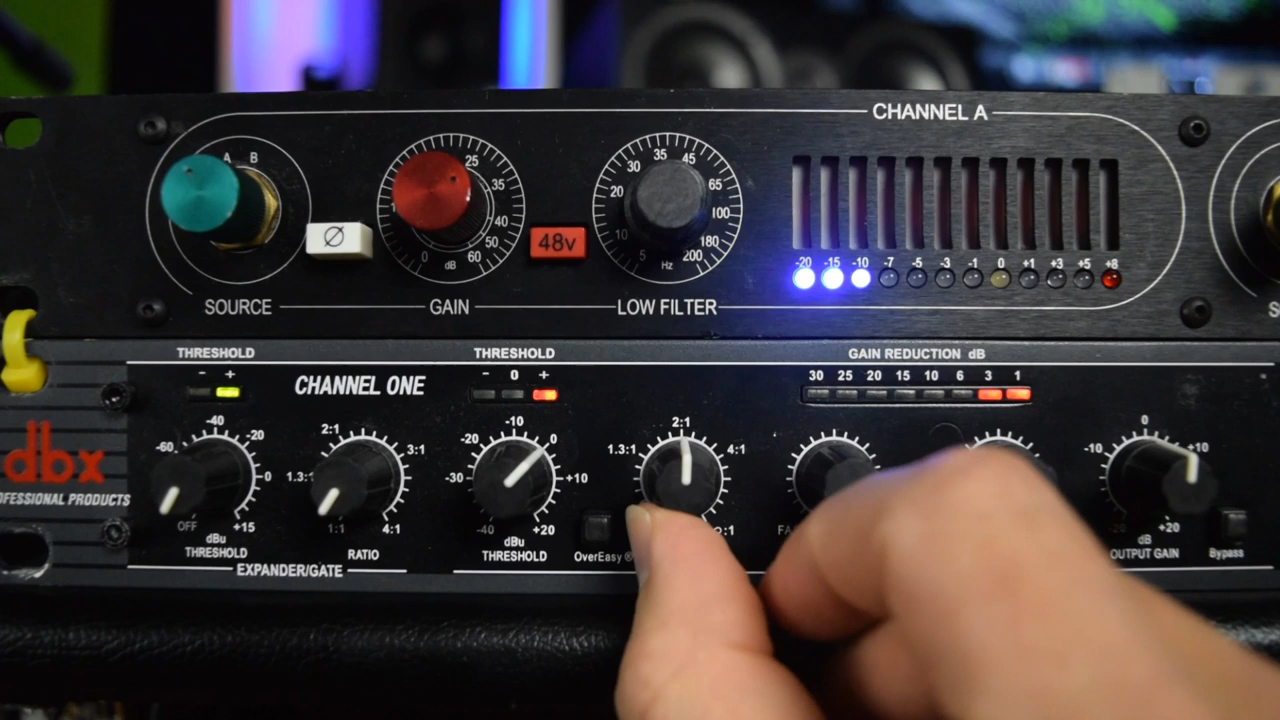 CHANNEL A
A B
25
35
40
50
60
0
dB
Ø
48v
35
30 45
20 65
10 100
5 180
Hz 200
-20 -15 -10 -7 -5 -3 -1 0 +1 +3 +5 +8
SOURCE GAIN LOW FILTER
THRESHOLD THRESHOLD GAIN REDUCTION dB
- + - 0 + 30 25 20 15 10 6 3 1
CHANNEL ONE
-40 2:1 -10 2:1 0
-60 -20 3:1 -20 0 1.3:1 4:1 -10 +10
0 1.3: -30 +10
OFF +15 1:1 4:1 -40 +20 :1 FA -20 +20
dBu dBu dB
THRESHOLD RATIO THRESHOLD OverEasy® OUTPUT GAIN Bypass
EXPANDER/GATE
dbx
OFESSIONAL PRODUCTS